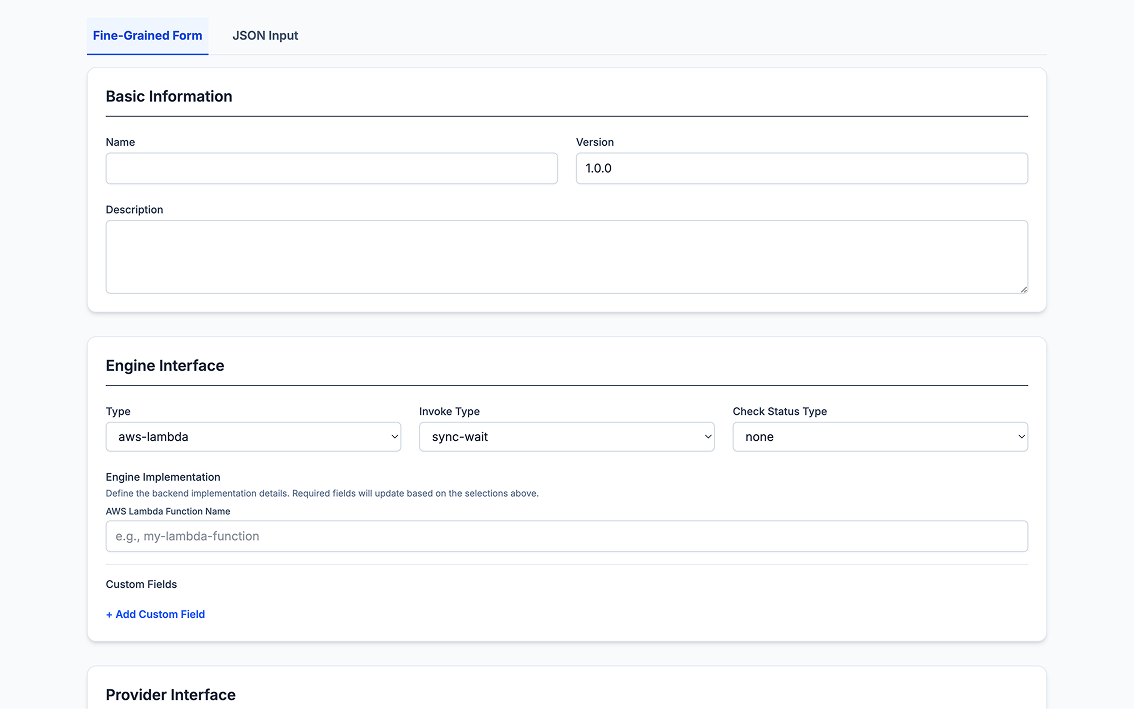 Fine-Grained Form JSON Input
Basic Information
Name Version
1.0.0
Description
Engine Interface
Type Invoke Type Check Status Type
aws-lambda sync-wait none
Engine Implementation
Define the backend implementation details. Required fields will update based on the selections above.
AWS Lambda Function Name
e.g., my-lambda-function
Custom Fields
+ Add Custom Field
Provider Interface